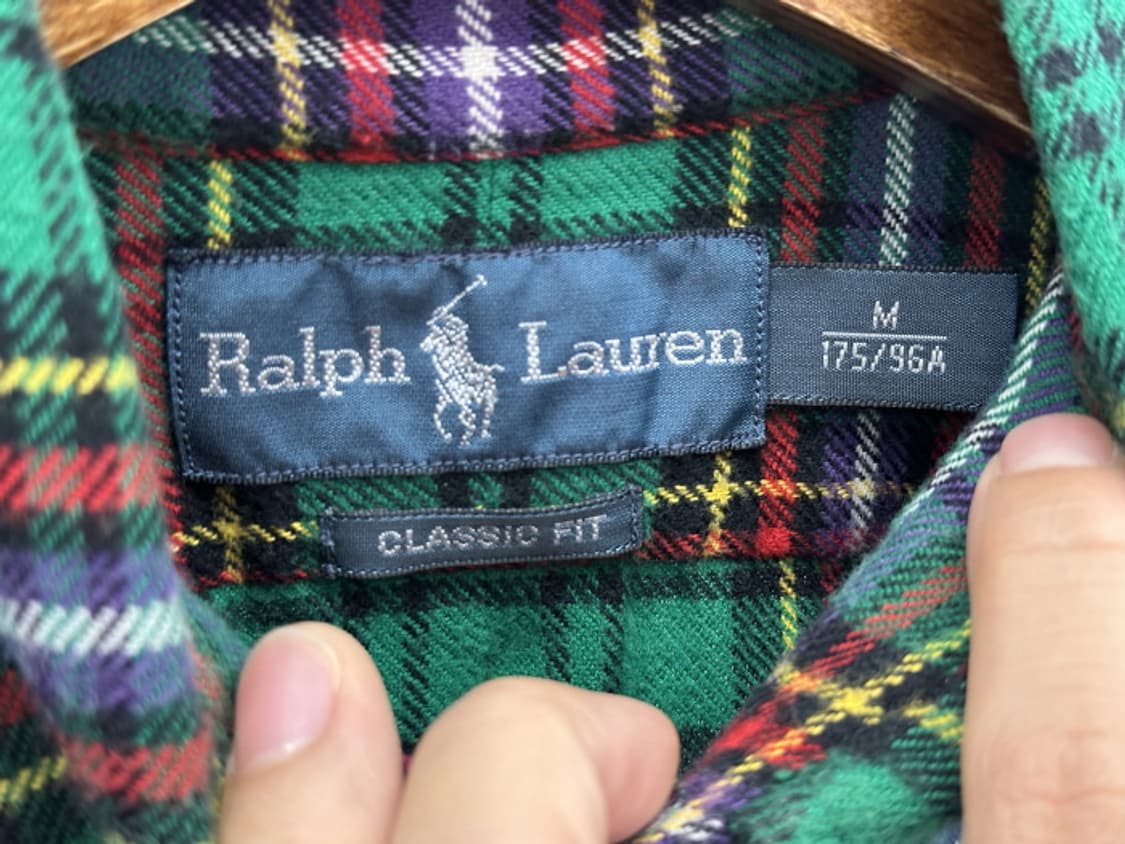 Ralph Lauren
M
175/96A
CLASSIC FIT